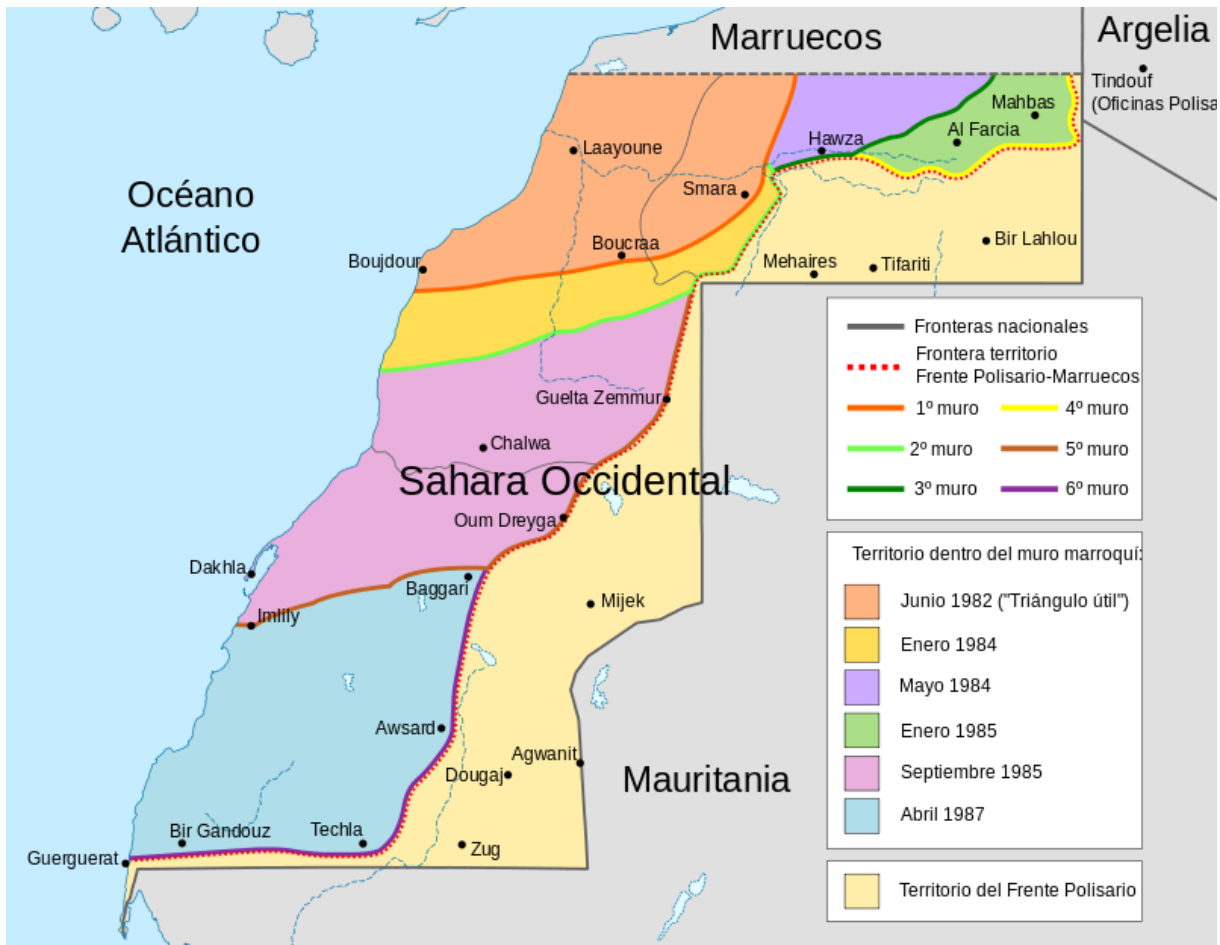 Marruecos
Argelia
Tindouf
(Oficinas Polisa
Mahbas
Al Farcia
Hawza
Laayoune
Océano
Atlántico
Smara
Boucraa
Bir Lahlou
Boujdour
Mehaires
Tifariti
Guelta Zemmur
Chalwa
Sahara Occidental
Oum Dreyga
Dakhla
Baggari
Mijek
Imlily
Awsard
Agwanit
Dougaj
Mauritania
Bir Gandouz
Techla
Zug
Guerguerat
Fronteras nacionales
Frontera territorio
Frente Polisario-Marruecos
1º muro
4º muro
2º muro
5º muro
3º muro
6º muro
Territorio dentro del muro marroquí:
Junio 1982 ("Triángulo útil")
Enero 1984
Mayo 1984
Enero 1985
Septiembre 1985
Abril 1987
Territorio del Frente Polisario